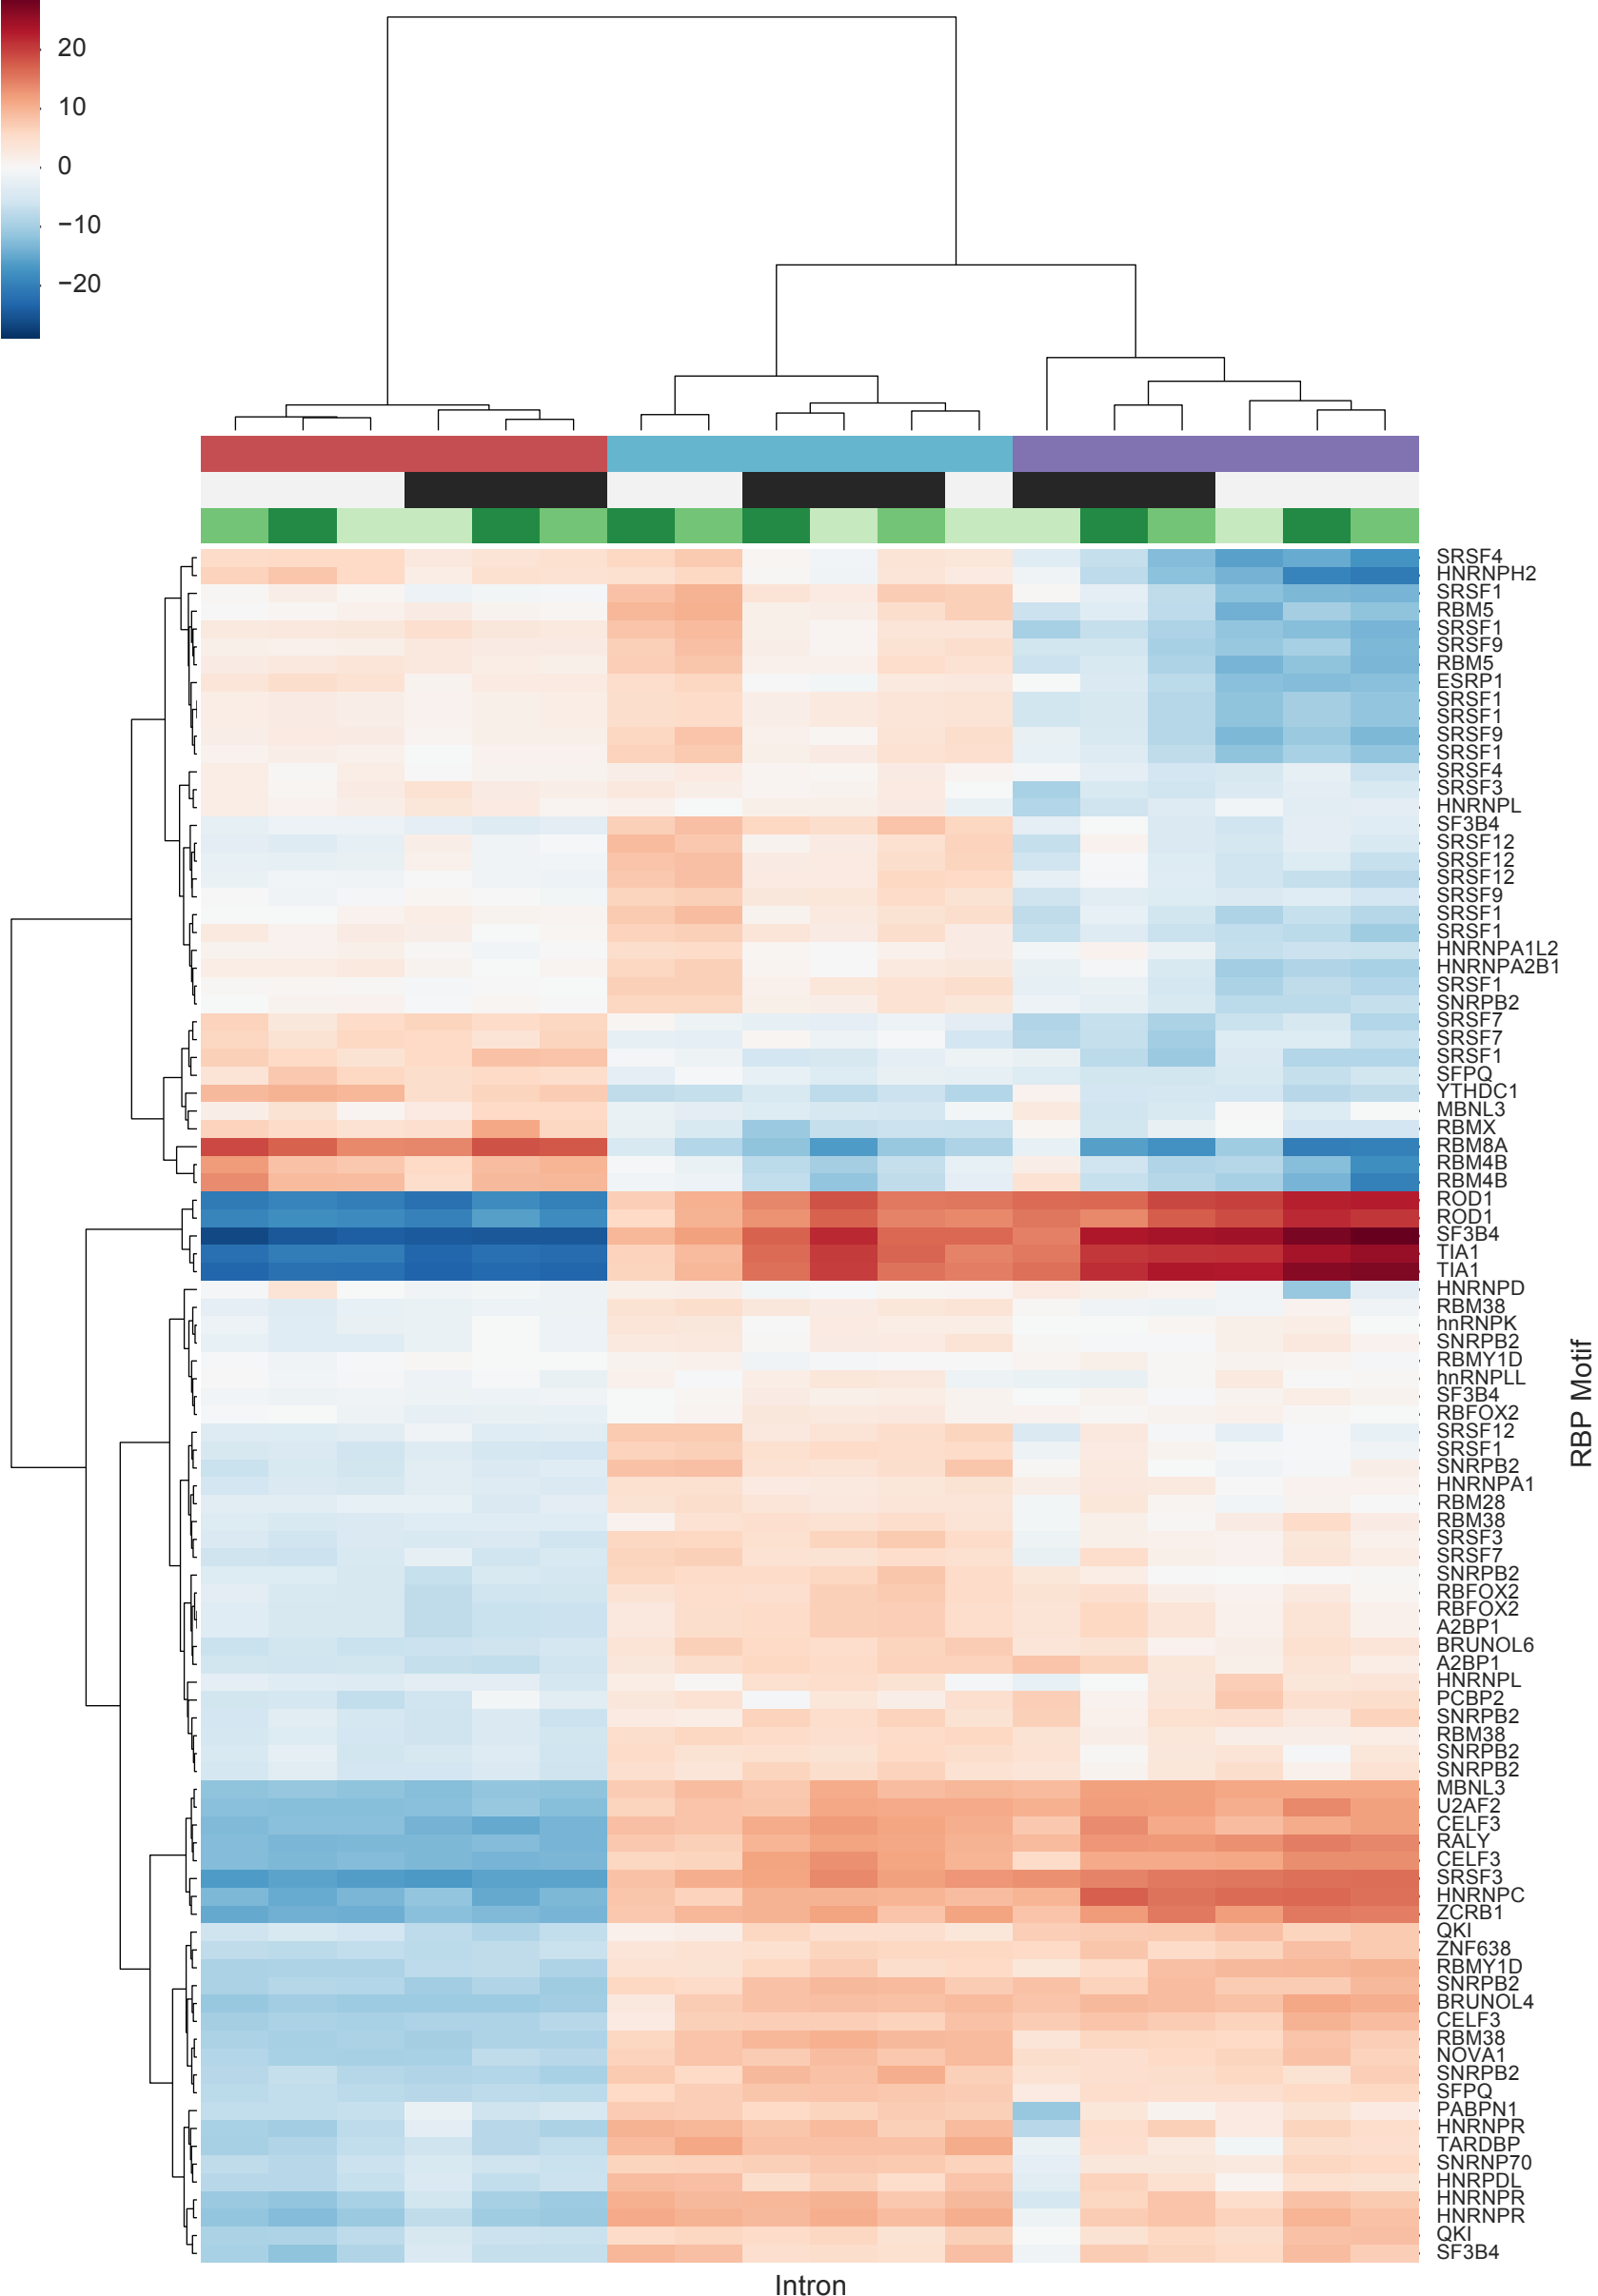 20
10
0
−10
−20
SRSF4
HNRNPH2
SRSF1
RBM5
SRSF1
SRSF9
RBM5
ESRP1
SRSF1
SRSF1
SRSF9
SRSF1
SRSF4
SRSF3
HNRNPL
SF3B4
SRSF12
SRSF12
SRSF12
SRSF9
SRSF1
SRSF1
HNRNPA1L2
HNRNPA2B1
SRSF1
SNRPB2
SRSF7
SRSF7
SRSF1
SFPQ
YTHDC1
MBNL3
RBMX
RBM8A
RBM4B
RBM4B
ROD1
ROD1
SF3B4
TIA1
TIA1
HNRNPD
RBM38
hnRNPK
SNRPB2
RBMY1D
hnRNPLL
SF3B4
RBFOX2
SRSF12
SRSF1
SNRPB2
HNRNPA1
RBM28
RBM38
SRSF3
SRSF7
SNRPB2
RBFOX2
RBFOX2
A2BP1
BRUNOL6
A2BP1
HNRNPL
PCBP2
SNRPB2
RBM38
SNRPB2
SNRPB2
MBNL3
U2AF2
CELF3
RALY
CELF3
SRSF3
HNRNPC
ZCRB1
QKI
ZNF638
RBMY1D
SNRPB2
BRUNOL4
CELF3
RBM38
NOVA1
SNRPB2
SFPQ
PABPN1
HNRNPR
TARDBP
SNRNP70
HNRPDL
HNRNPR
HNRNPR
QKI
SF3B4
RBP Motif
Intron